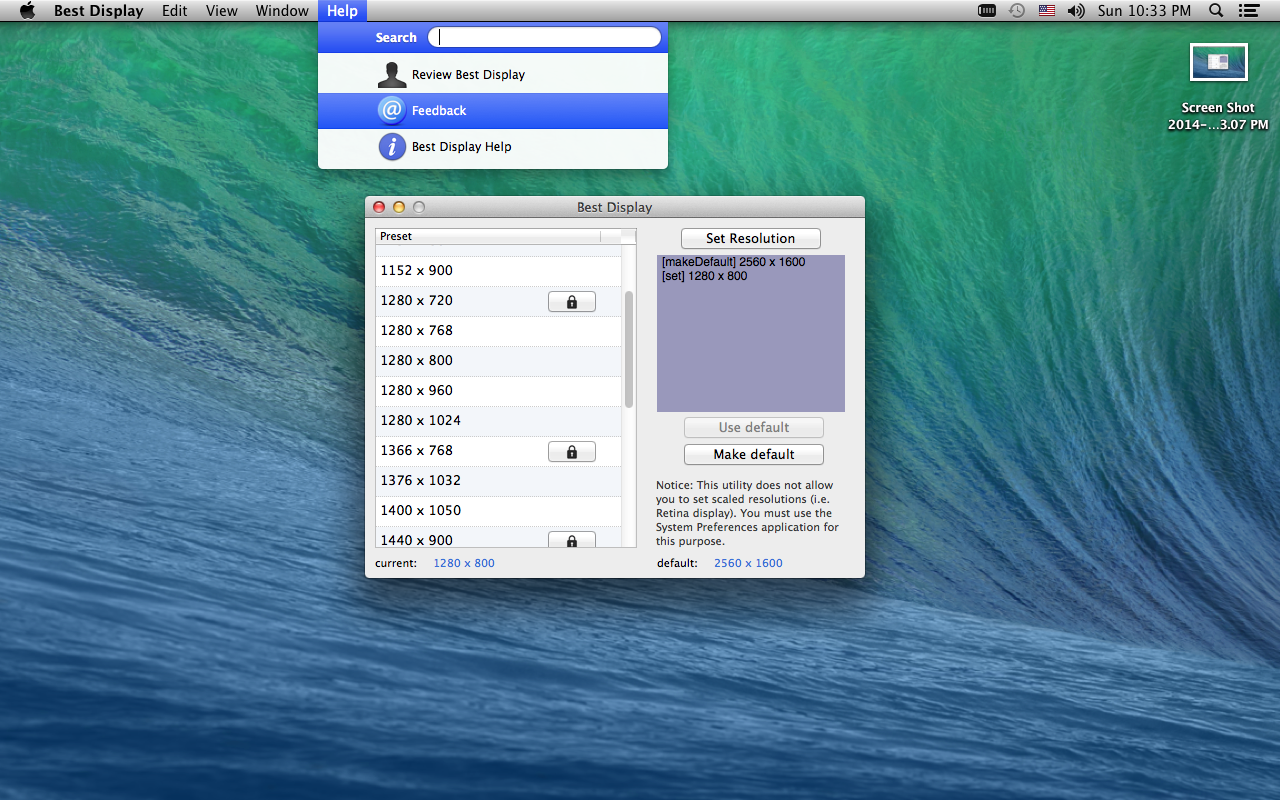 Best Display Edit View Window Help Sun 10:33 PM
Search
Review Best Display
Feedback
Best Display Help
Screen Shot
2014-...3.07 PM
Best Display
Preset
1152 x 900
1280 x 720
1280 x 768
1280 x 800
1280 x 960
1280 x 1024
1366 x 768
1376 x 1032
1400 x 1050
1440 x 900
current: 1280 x 800
Set Resolution
[makeDefault] 2560 x 1600
[set] 1280 x 800
Use default
Make default
Notice: This utility does not allow
you to set scaled resolutions (i.e.
Retina display). You must use the
System Preferences application for
this purpose.
default: 2560 x 1600